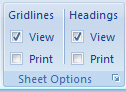 Gridlines Headings
View View
Print Print
Sheet Options